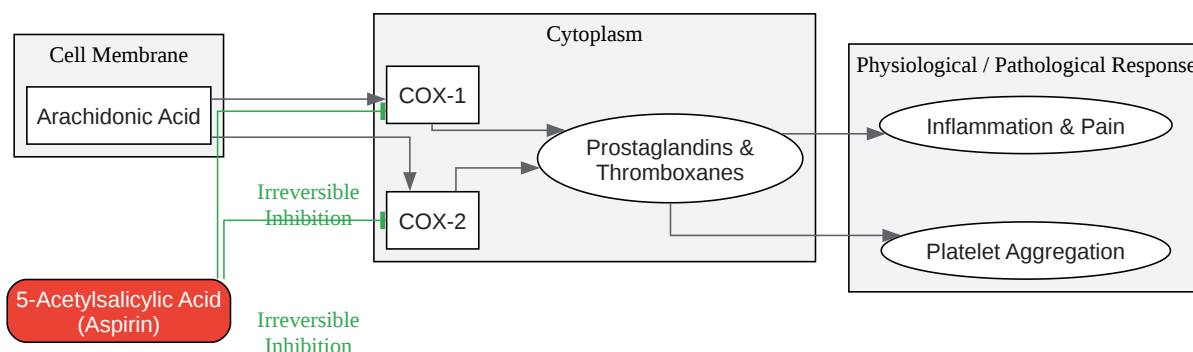 Cell Membrane
Arachidonic Acid
Cytoplasm
COX-1
COX-2
Prostaglandins &
Thromboxanes
Physiological / Pathological Response
Inflammation & Pain
Platelet Aggregation
Irreversible
Inhibition
5-Acetylsalicylic Acid
(Aspirin)
Irreversible
Inhibition